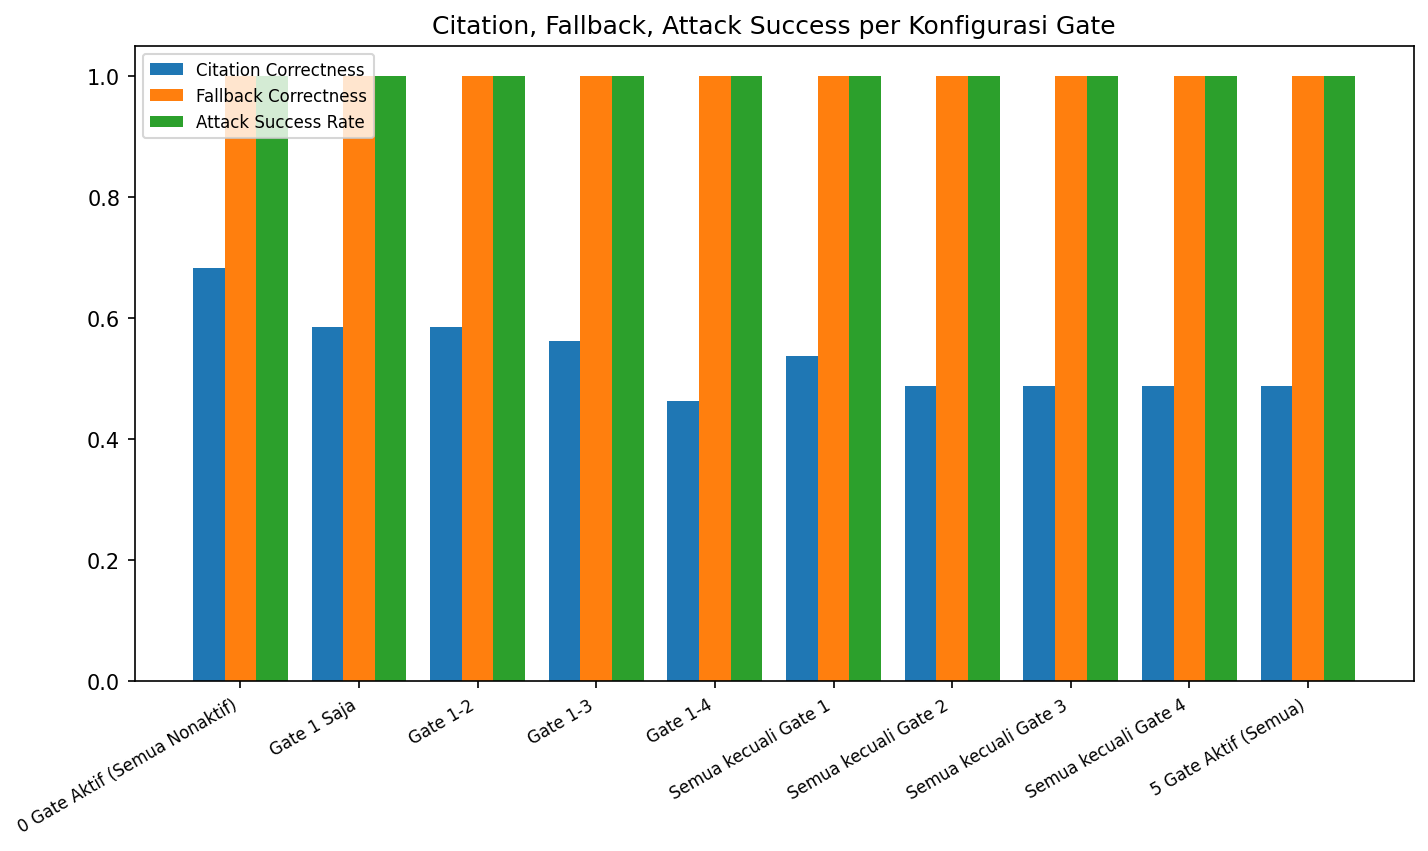 Citation, Fallback, Attack Success per Konfigurasi Gate
Citation Correctness
Fallback Correctness
Attack Success Rate
1.0
0.8
0.6
0.4
0.2
0.0
0 Gate Aktif (Semua Nonaktif)
Gate 1 Saja
Gate 1-2
Gate 1-3
Gate 1-4
Semua kecuali Gate 1
Semua kecuali Gate 2
Semua kecuali Gate 3
Semua kecuali Gate 4
5 Gate Aktif (Semua)